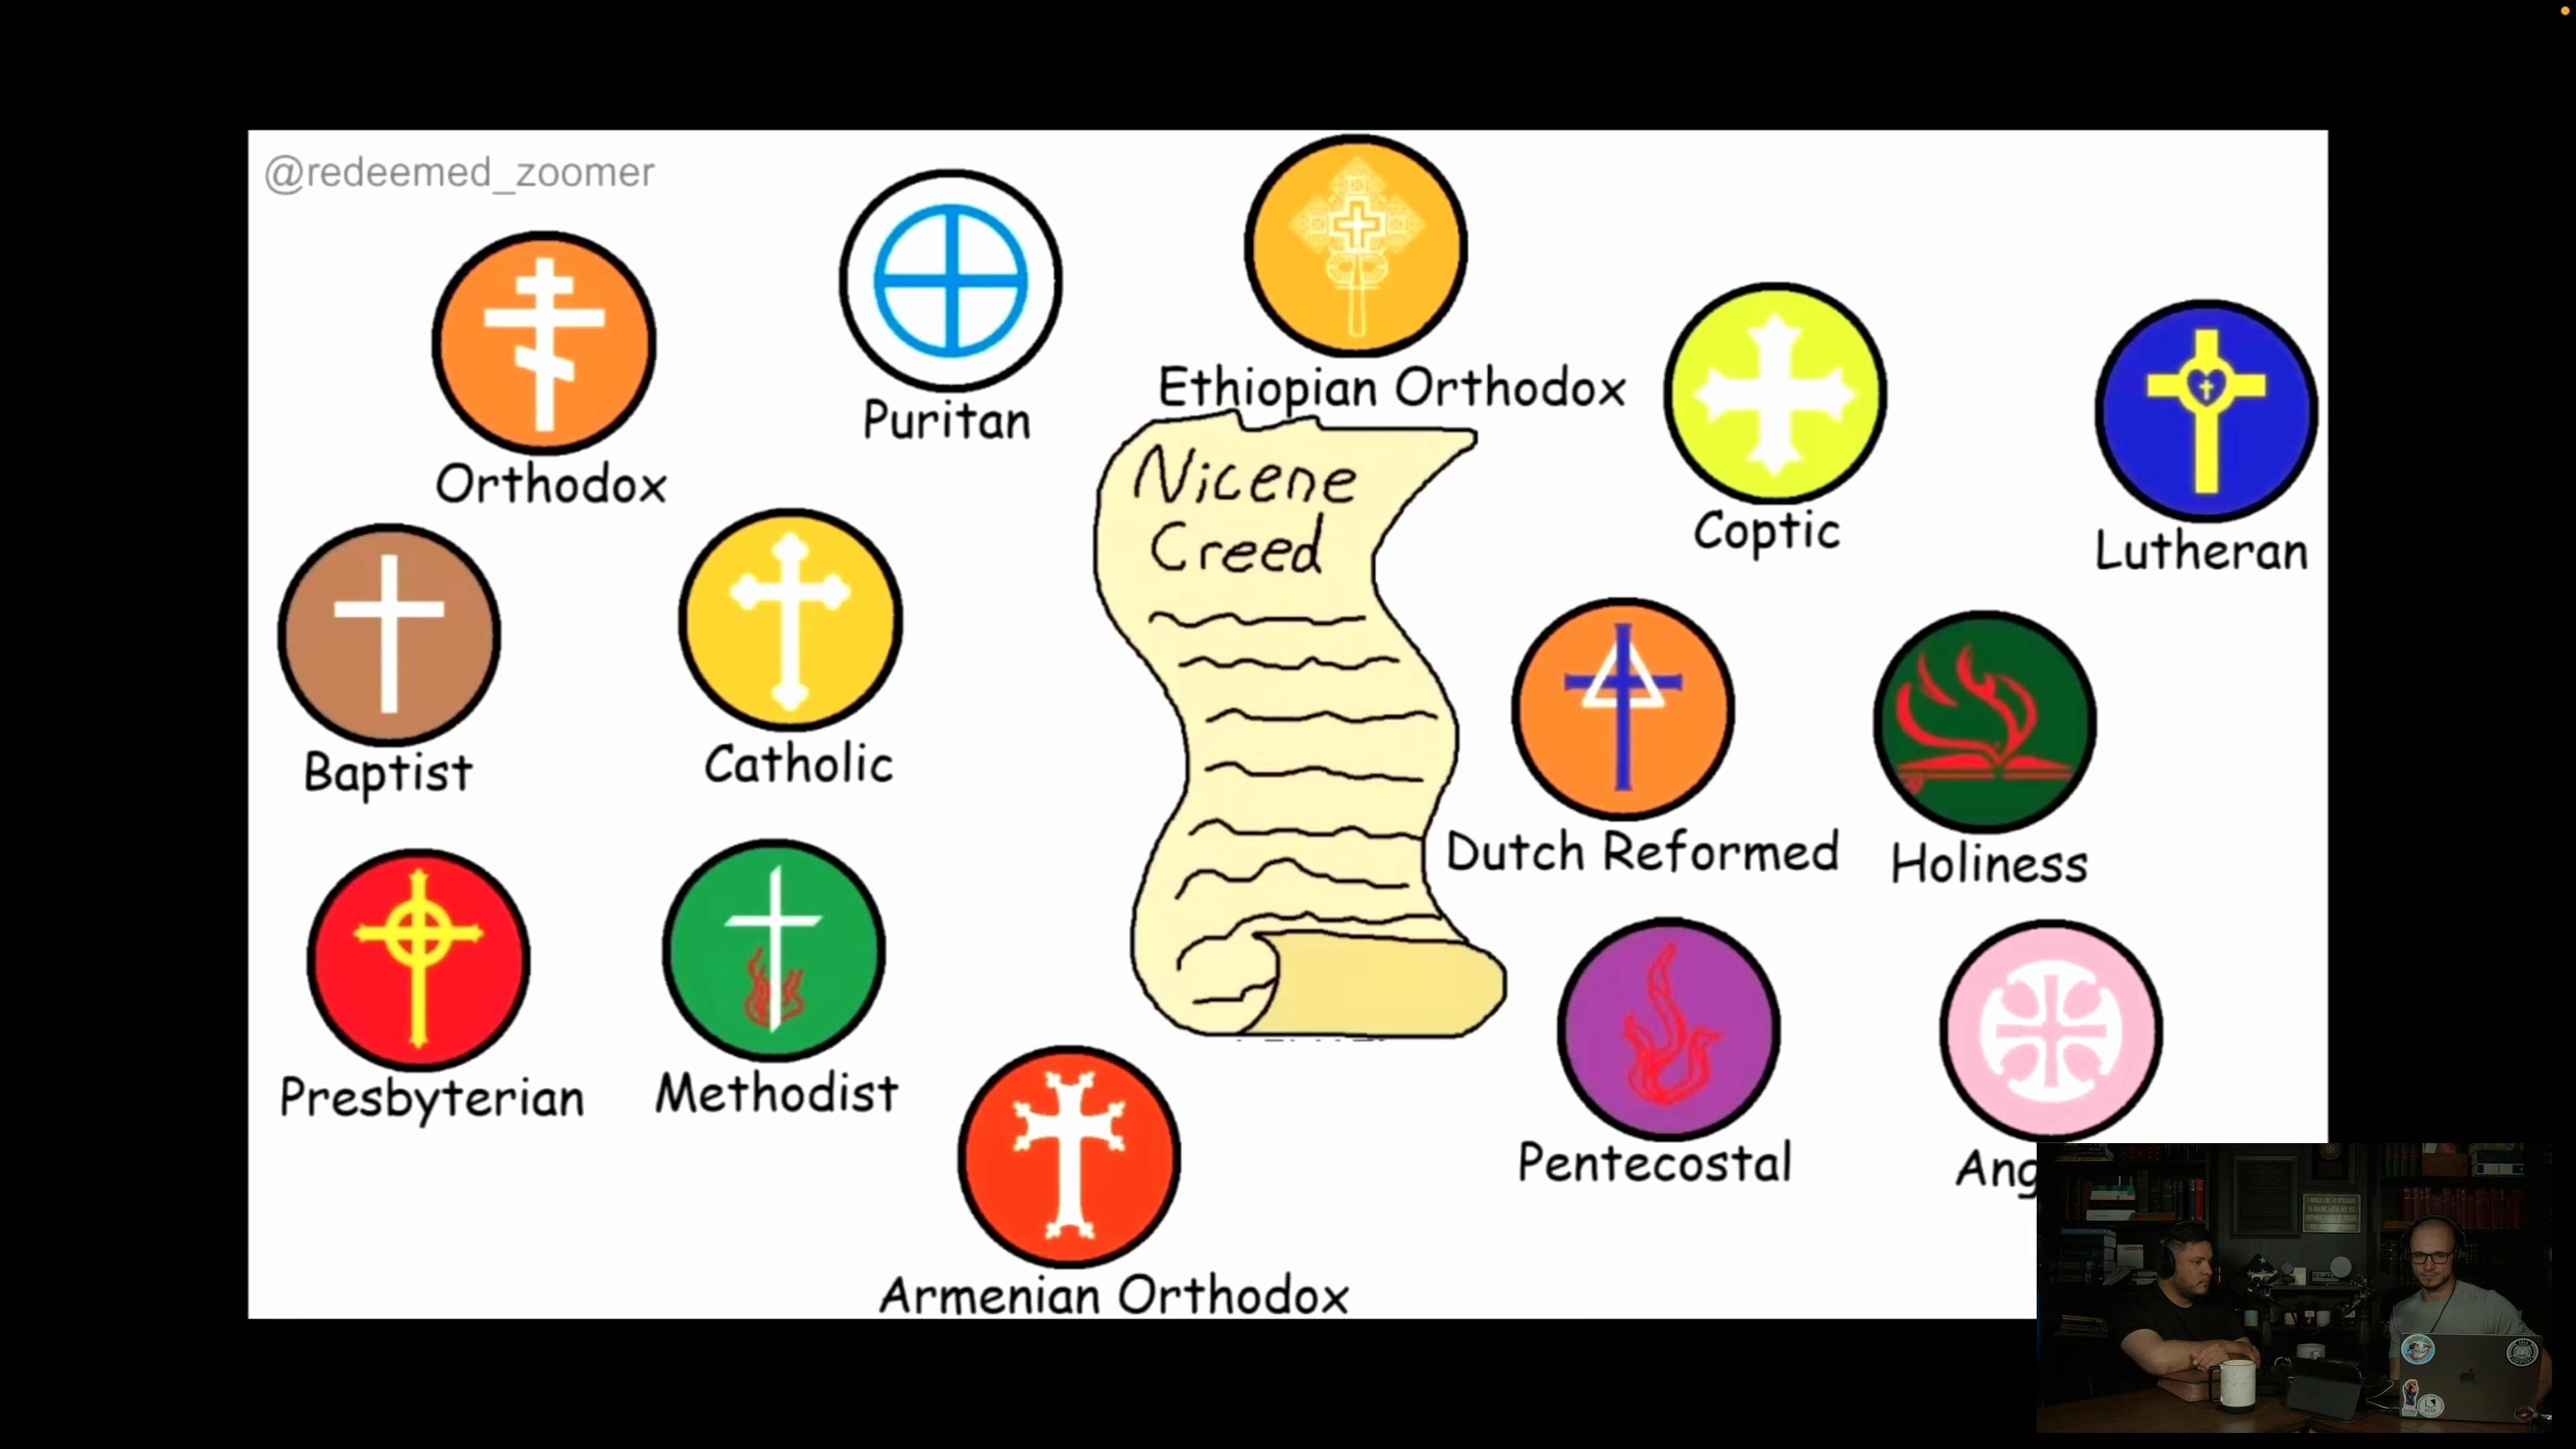 @redeemed_zoomer
Orthodox
Puritan
Ethiopian Orthodox
Coptic
Lutheran
Nicene
Creed
Baptist
Catholic
Dutch Reformed
Holiness
Presbyterian
Methodist
Pentecostal
Ang
Armenian Orthodox